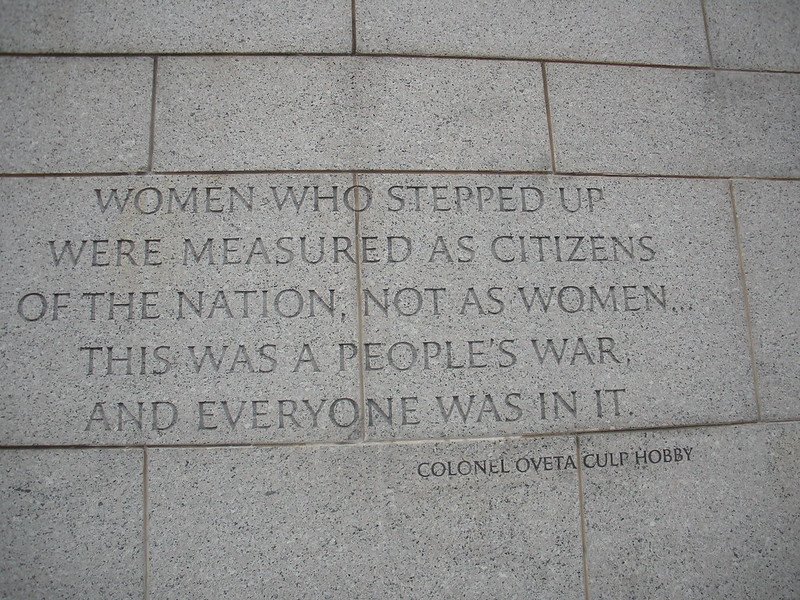 WOMEN WHO STEPPED UP
WERE MEASURED AS CITIZENS
OF THE NATION, NOT AS WOMEN...
THIS WAS A PEOPLE'S WAR,
AND EVERYONE WAS IN IT.
COLONEL OVETA CULP HOBBY